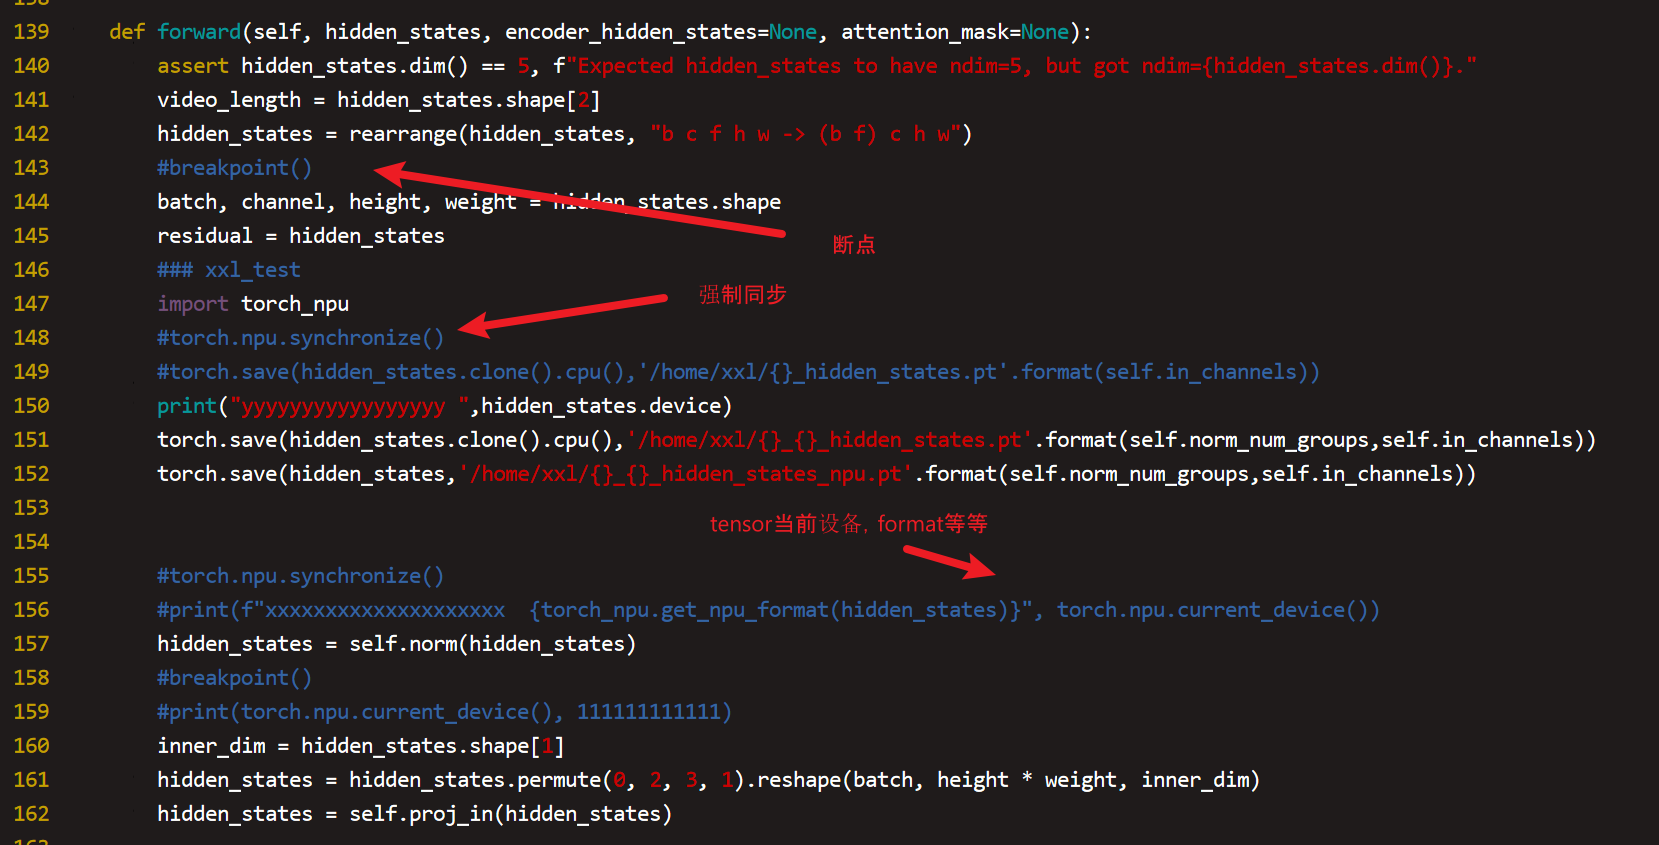 139 def forward(self, hidden_states, encoder_hidden_states=None, attention_mask=None):
140 assert hidden_states.dim() == 5, f"Expected hidden_states to have ndim=5, but got ndim={hidden_states.dim()}."
141 video_length = hidden_states.shape[2]
142 hidden_states = rearrange(hidden_states, "b c f h w -> (b f) c h w")
143 #breakpoint()
144 batch, channel, height, weight = hidden_states.shape
145 residual = hidden_states
断点
146 ### xxl_test
强制同步
147 import torch_npu
148 #torch.npu.synchronize()
149 #torch.save(hidden_states.clone().cpu(),'/home/xxl/{}_hidden_states.pt'.format(self.in_channels))
150 print("yyyyyyyyyyyyyyyyy ",hidden_states.device)
151 torch.save(hidden_states.clone().cpu(),'/home/xxl/{}_{}_hidden_states.pt'.format(self.norm_num_groups,self.in_channels))
152 torch.save(hidden_states,'/home/xxl/{}_{}_hidden_states_npu.pt'.format(self.norm_num_groups,self.in_channels))
153
tensor当前设备, format等等
154
155 #torch.npu.synchronize()
156 #print(f"xxxxxxxxxxxxxxxxxxxx  {torch_npu.get_npu_format(hidden_states)}", torch.npu.current_device())
157 hidden_states = self.norm(hidden_states)
158 #breakpoint()
159 #print(torch.npu.current_device(), 111111111111)
160 inner_dim = hidden_states.shape[1]
161 hidden_states = hidden_states.permute(0, 2, 3, 1).reshape(batch, height * weight, inner_dim)
162 hidden_states = self.proj_in(hidden_states)